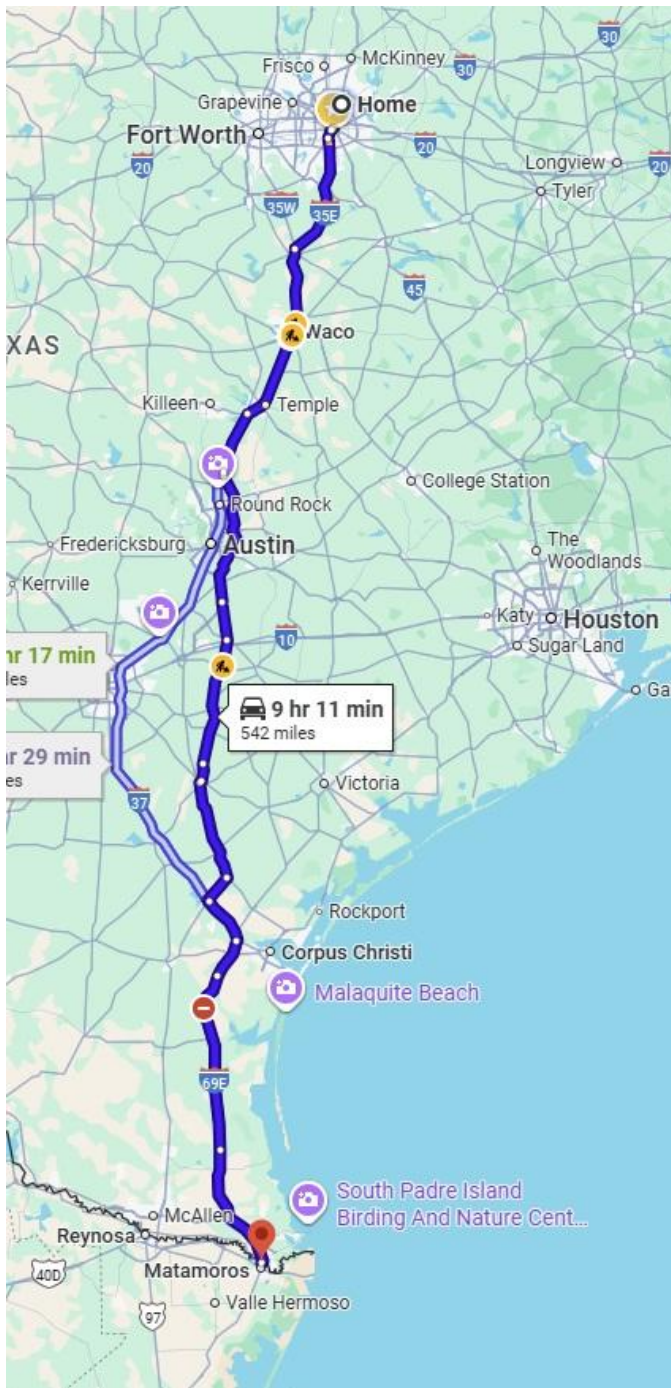 30
McKinney
Frisco
30
Grapevine
Home
Fort Worth
20
20
Longview
20
Tyler
35W
35E
45
Waco
XAS
Killeen
Temple
College Station
Round Rock
Fredericksburg
Austin
The
Woodlands
Kerrville
Katy
Houston
10
Sugar Land
hr 17 min
les
Ga
9 hr 11 min
542 miles
r 29 min
es
Victoria
37
Rockport
Corpus Christi
Malaquite Beach
69E
South Padre Island
Birding And Nature Cent...
McAllen
Reynosa
Matamoros
40D
Valle Hermoso
97